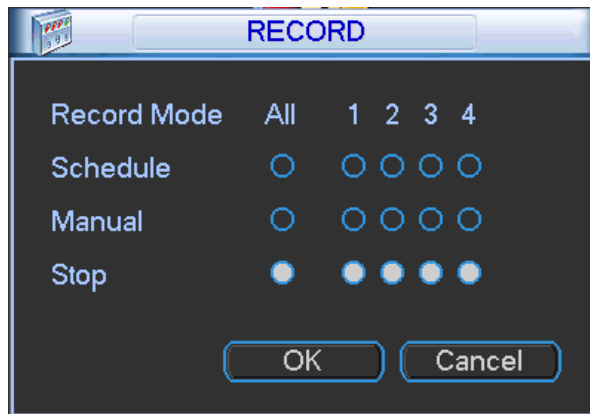 RECORD
Record Mode All 1 2 3 4
Schedule
Manual
Stop
OK Cancel